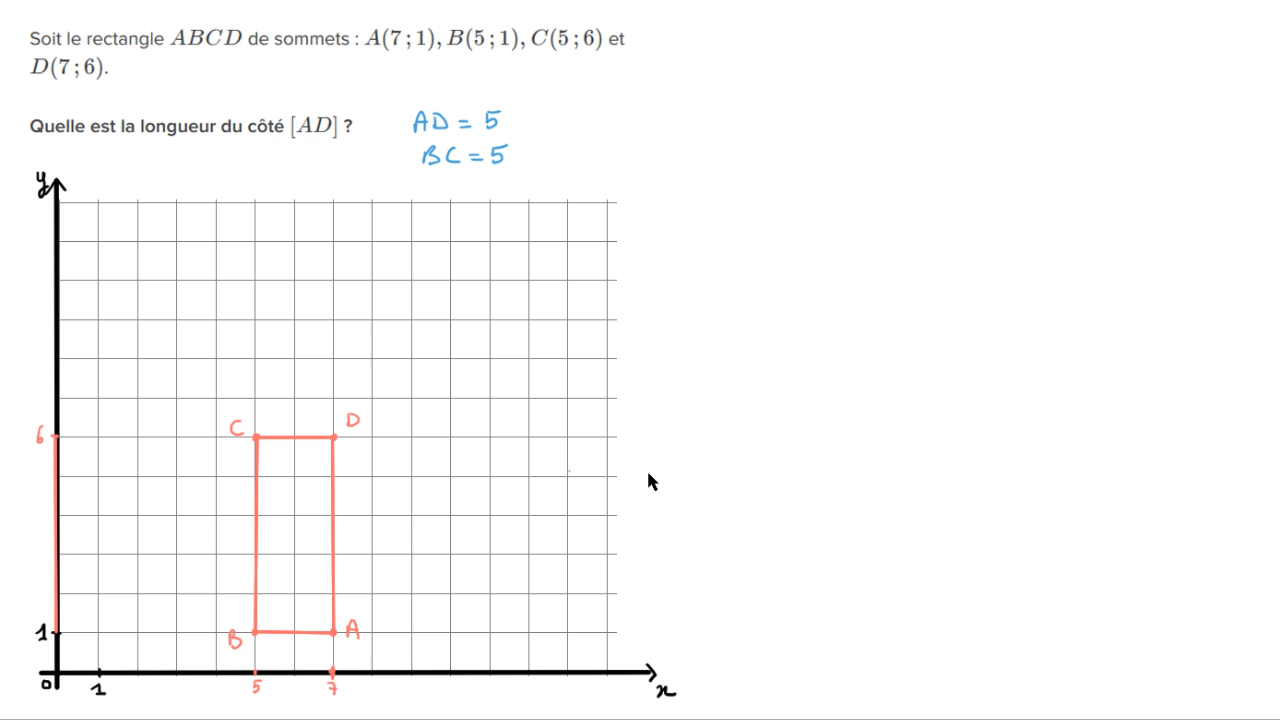 Soit le rectangle ABCD de sommets : A(7 ; 1), B(5 ; 1), C(5 ; 6) et
D(7 ; 6).
Quelle est la longueur du côté [AD] ?
AD = 5
BC = 5
y
C
D
6
1
B
A
0
1
5
7
x